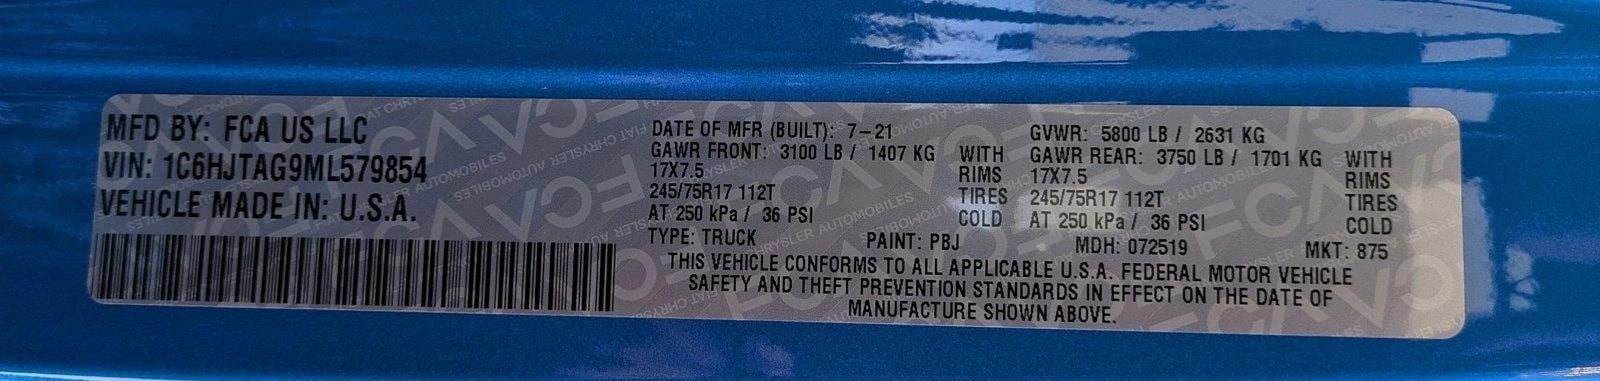 MFD BY: FCA US LLC
VIN: 1C6HJTAG9ML579854
VEHICLE MADE IN: U.S.A.
DATE OF MFR (BUILT): 7-21
GVWR: 5800 LB / 2631 KG
GAWR FRONT: 3100 LB / 1407 KG WITH
17X7.5 RIMS
245/75R17 112T TIRES
AT 250 kPa / 36 PSI COLD
GAWR REAR: 3750 LB / 1701 KG WITH
17X7.5 RIMS
245/75R17 112T TIRES
AT 250 kPa / 36 PSI COLD
TYPE: TRUCK PAINT: PBJ MDH: 072519 MKT: 875
THIS VEHICLE CONFORMS TO ALL APPLICABLE U.S.A. FEDERAL MOTOR VEHICLE
SAFETY AND THEFT PREVENTION STANDARDS IN EFFECT ON THE DATE OF
MANUFACTURE SHOWN ABOVE.